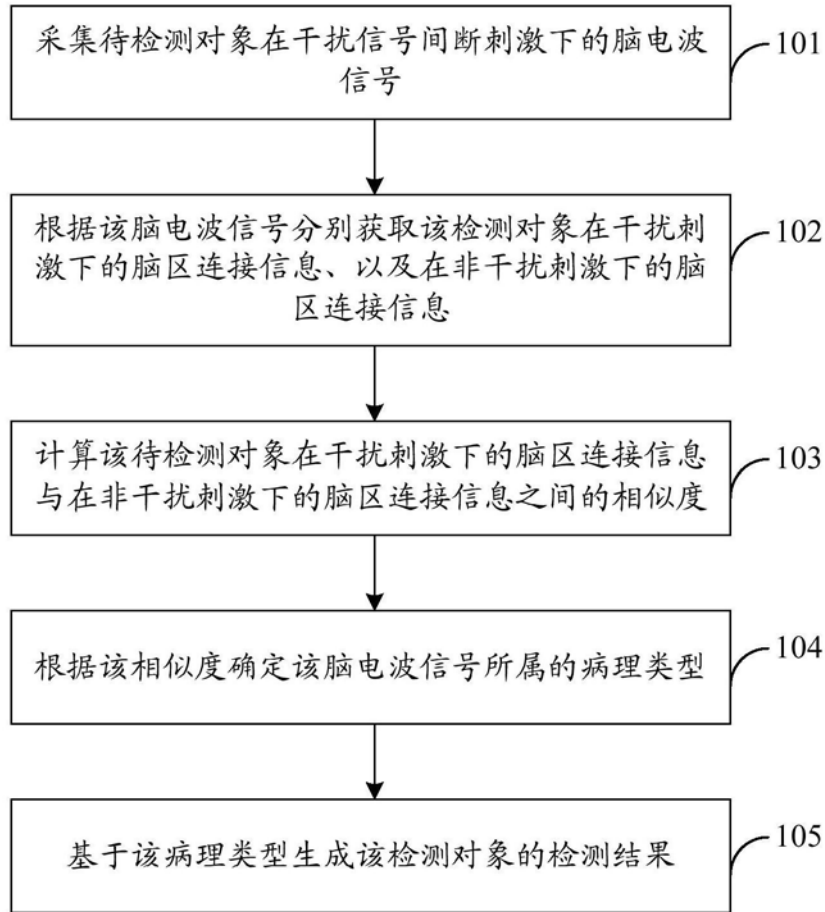 采集待检测对象在干扰信号间断刺激下的脑电波
信号
101
根据该脑电波信号分别获取该检测对象在干扰刺
激下的脑区连接信息、以及在非干扰刺激下的脑
区连接信息
102
计算该待检测对象在干扰刺激下的脑区连接信息
与在非干扰刺激下的脑区连接信息之间的相似度
103
根据该相似度确定该脑电波信号所属的病理类型
104
基于该病理类型生成该检测对象的检测结果
105